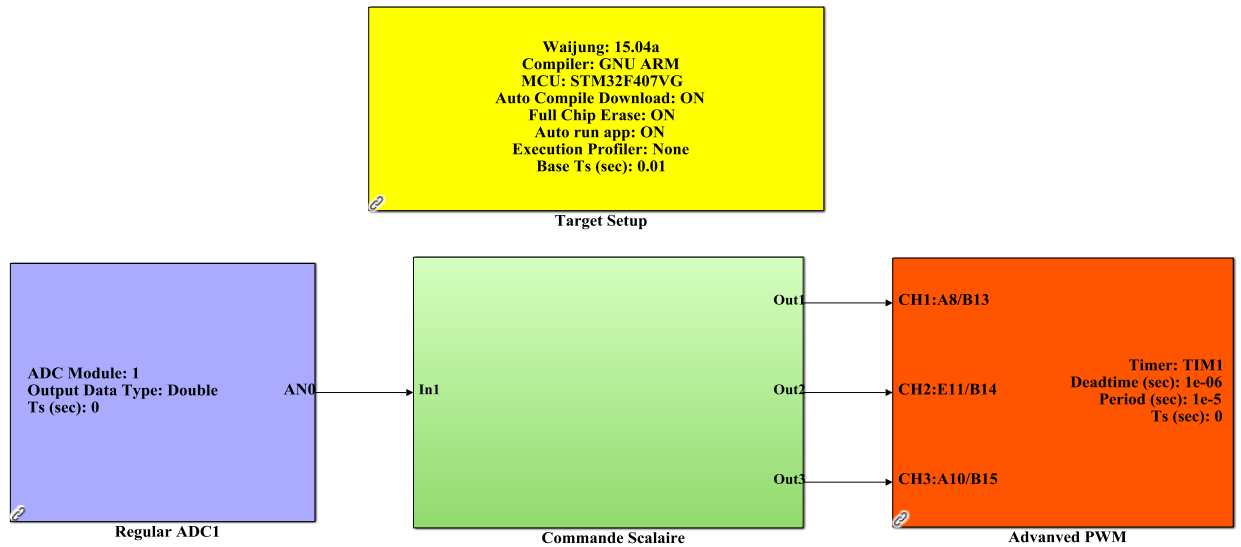 Waijung: 15.04a
Compiler: GNU ARM
MCU: STM32F407VG
Auto Compile Download: ON
Full Chip Erase: ON
Auto run app: ON
Execution Profiler: None
Base Ts (sec): 0.01
Target Setup
ADC Module: 1
Output Data Type: Double
Ts (sec): 0
AN0
Regular ADC1
In1
Out1
Out2
Out3
Commande Scalaire
CH1:A8/B13
CH2:E11/B14
CH3:A10/B15
Timer: TIM1
Deadtime (sec): 1e-06
Period (sec): 1e-5
Ts (sec): 0
Advanved PWM